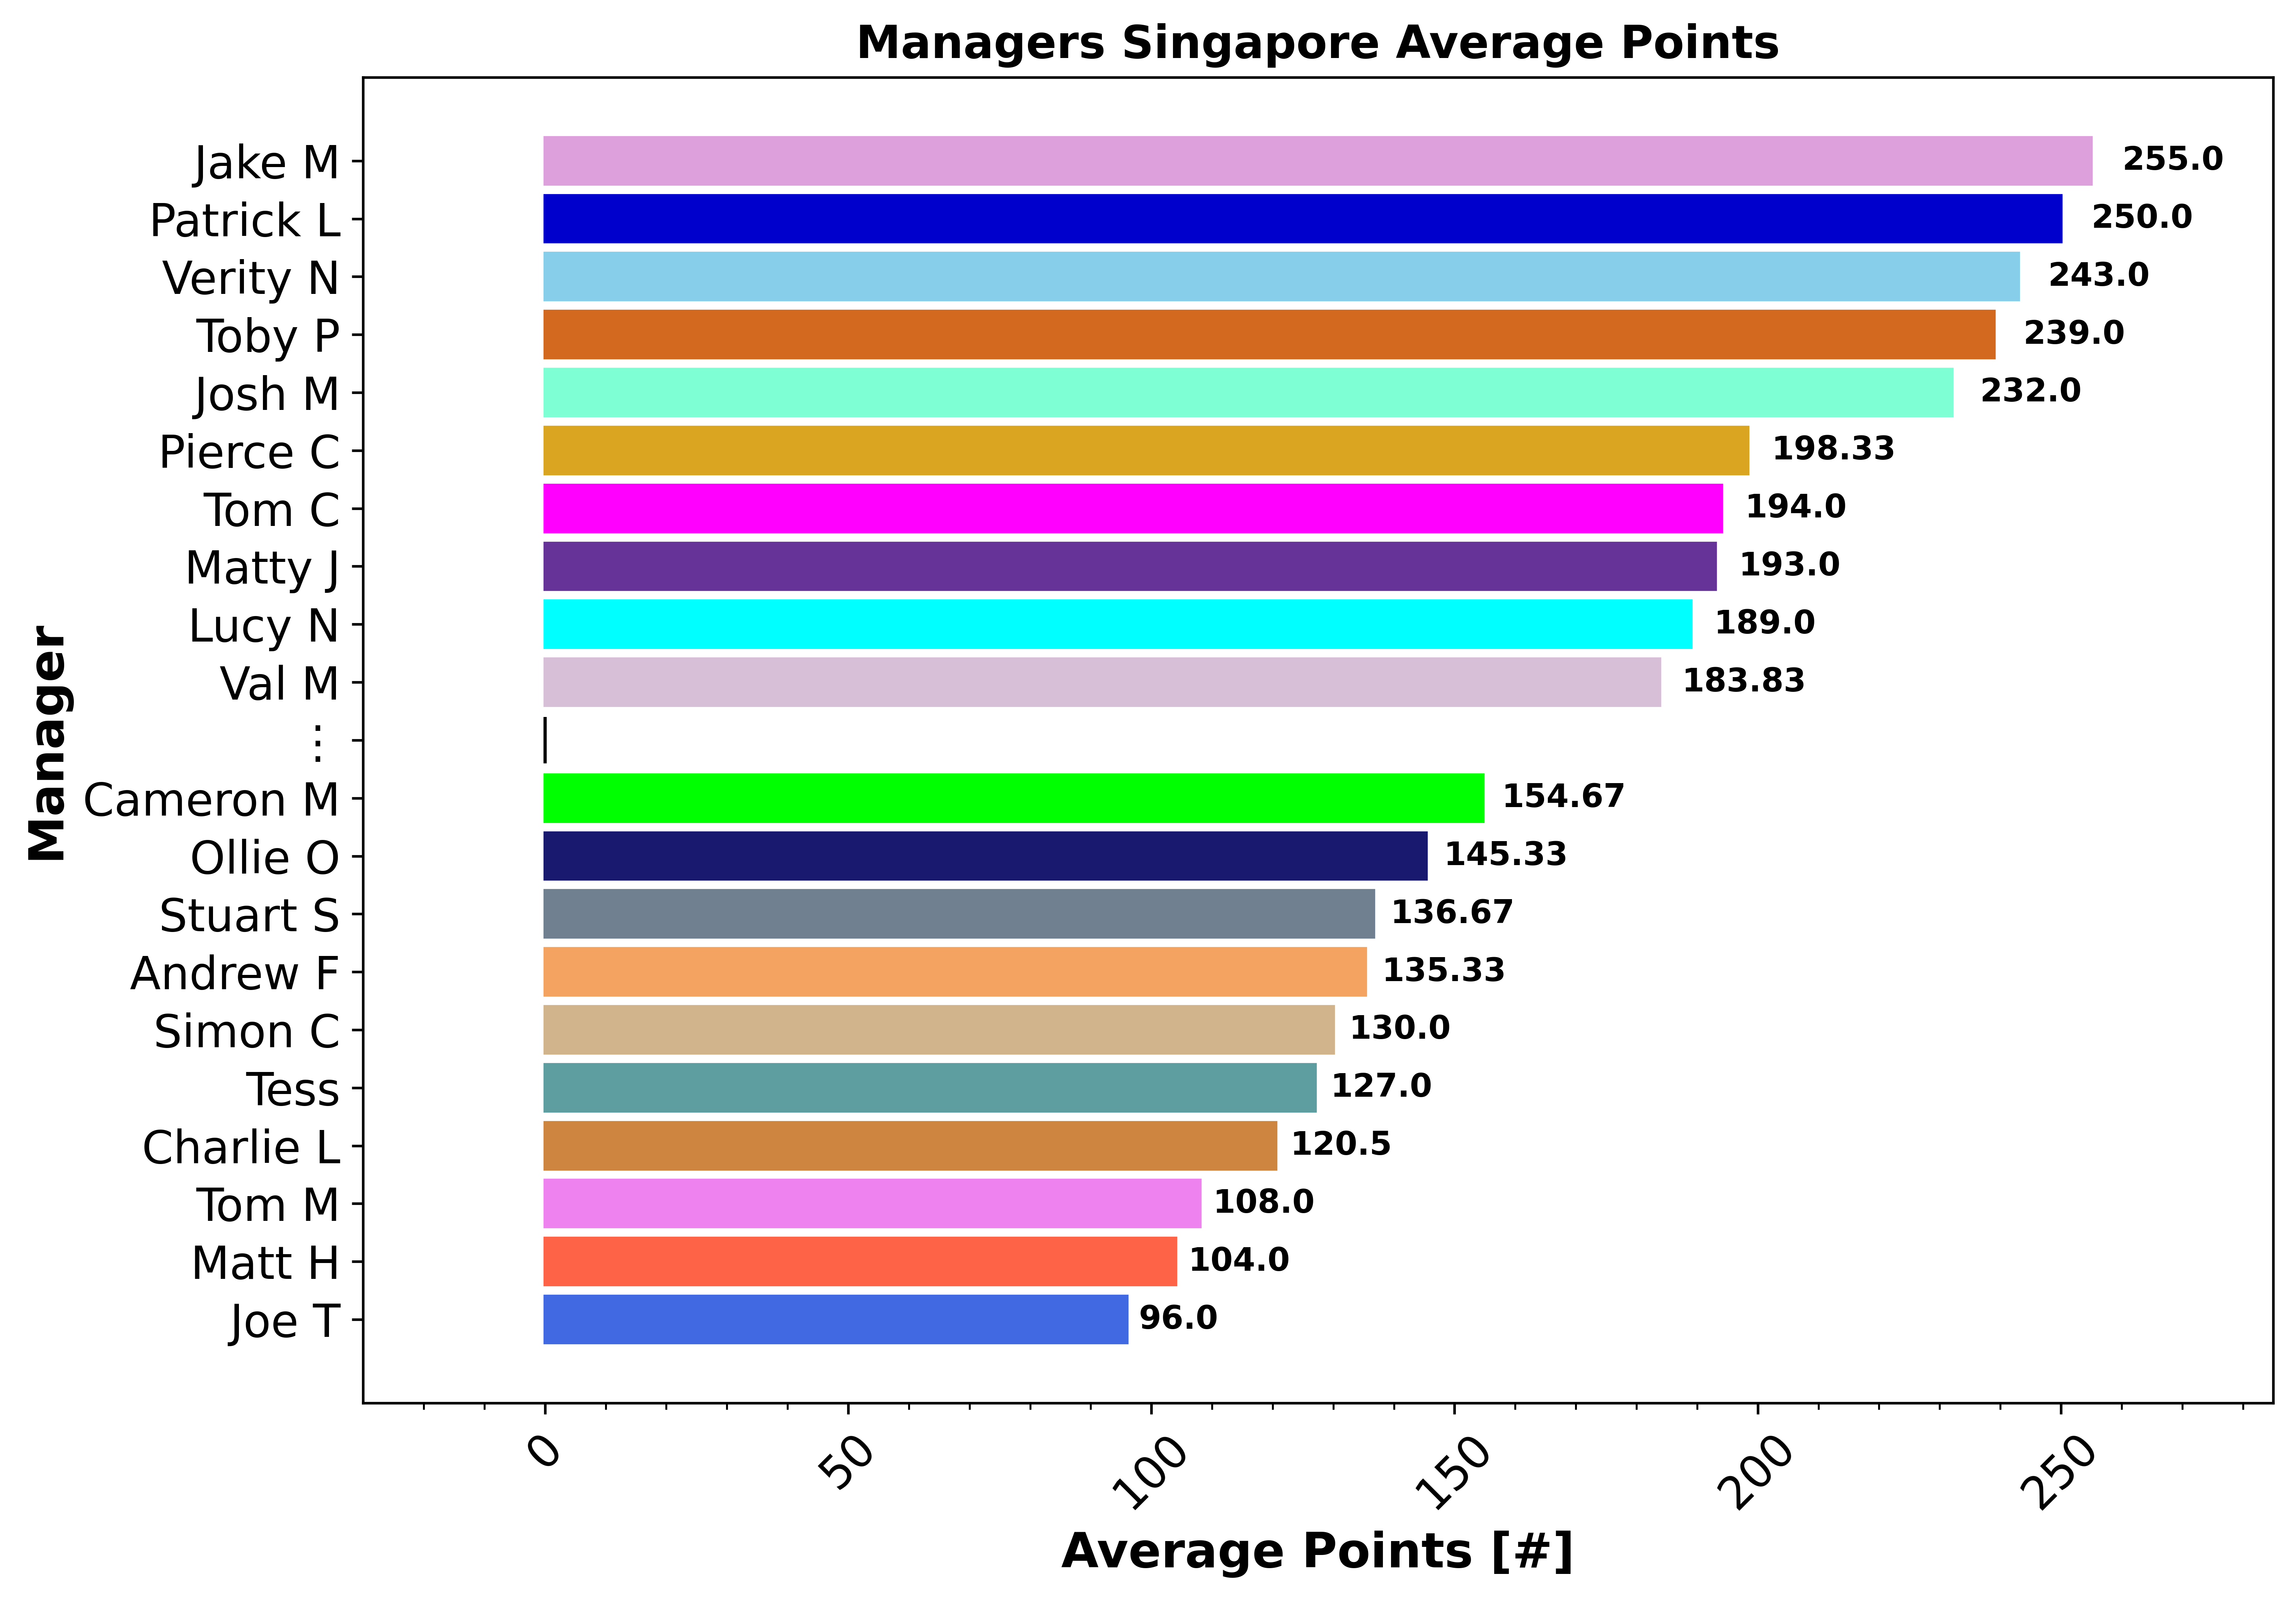 Managers Singapore Average Points
Manager
Jake M 255.0
Patrick L 250.0
Verity N 243.0
Toby P 239.0
Josh M 232.0
Pierce C 198.33
Tom C 194.0
Matty J 193.0
Lucy N 189.0
Val M 183.83
⋮
Cameron M 154.67
Ollie O 145.33
Stuart S 136.67
Andrew F 135.33
Simon C 130.0
Tess 127.0
Charlie L 120.5
Tom M 108.0
Matt H 104.0
Joe T 96.0
0 50 100 150 200 250
Average Points [#]